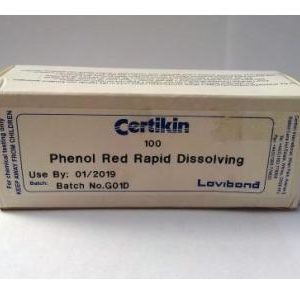 Certikin
100
Phenol Red Rapid Dissolving
Use By: 01/2019
Batch: Batch No.G01D
Lovibond
For chemical testing only
KEEP AWAY FROM CHILDREN